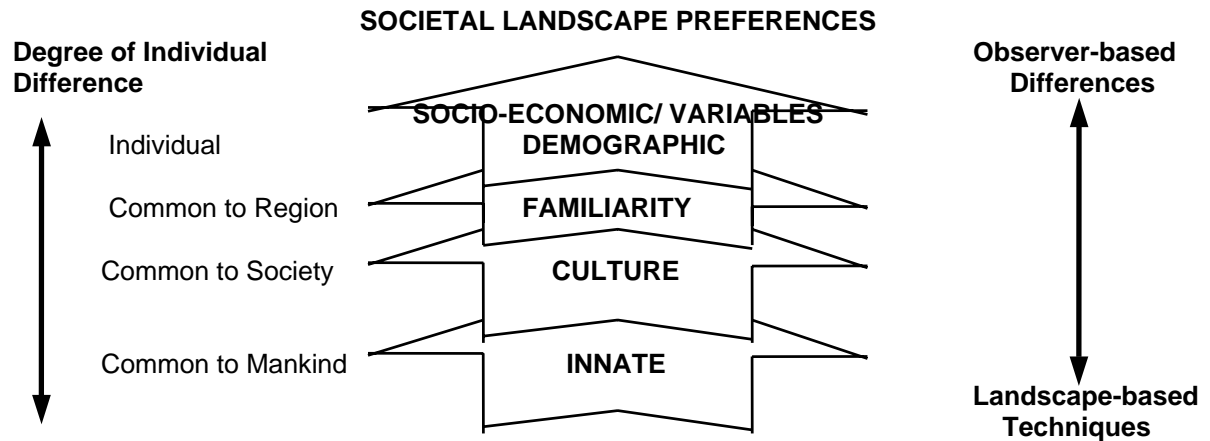 SOCIETAL LANDSCAPE PREFERENCES
Degree of Individual
Difference
Observer-based
Differences
SOCIO-ECONOMIC/ VARIABLES
Individual
DEMOGRAPHIC
Common to Region
FAMILIARITY
Common to Society
CULTURE
Common to Mankind
INNATE
Landscape-based
Techniques